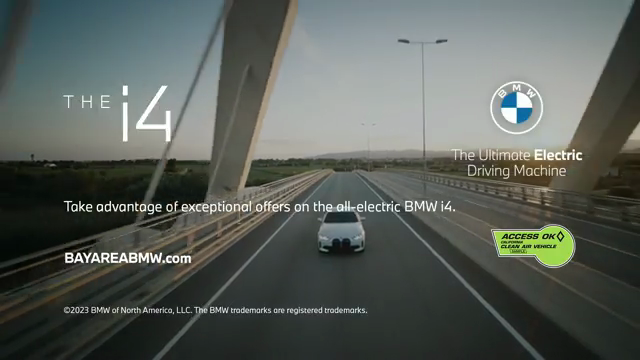 THE i4
BMW
The Ultimate Electric
Driving Machine
Take advantage of exceptional offers on the all-electric BMW i4.
ACCESS OK
CALIFORNIA
CLEAN AIR VEHICLE
SAMPLE
BAYAREABMW.com
©2023 BMW of North America, LLC. The BMW trademarks are registered trademarks.